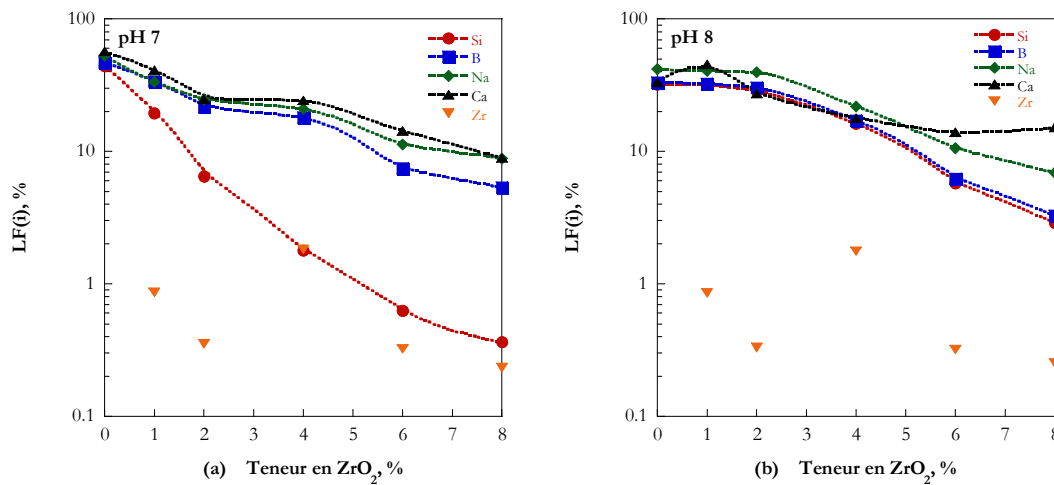 pH 7
Si
B
Na
Ca
Zr
100
10
1
0.1
LF(i), %
0 1 2 3 4 5 6 7 8
(a) Teneur en ZrO₂, %
pH 8
Si
B
Na
Ca
Zr
100
10
1
0.1
LF(i), %
0 1 2 3 4 5 6 7 8
(b) Teneur en ZrO₂, %